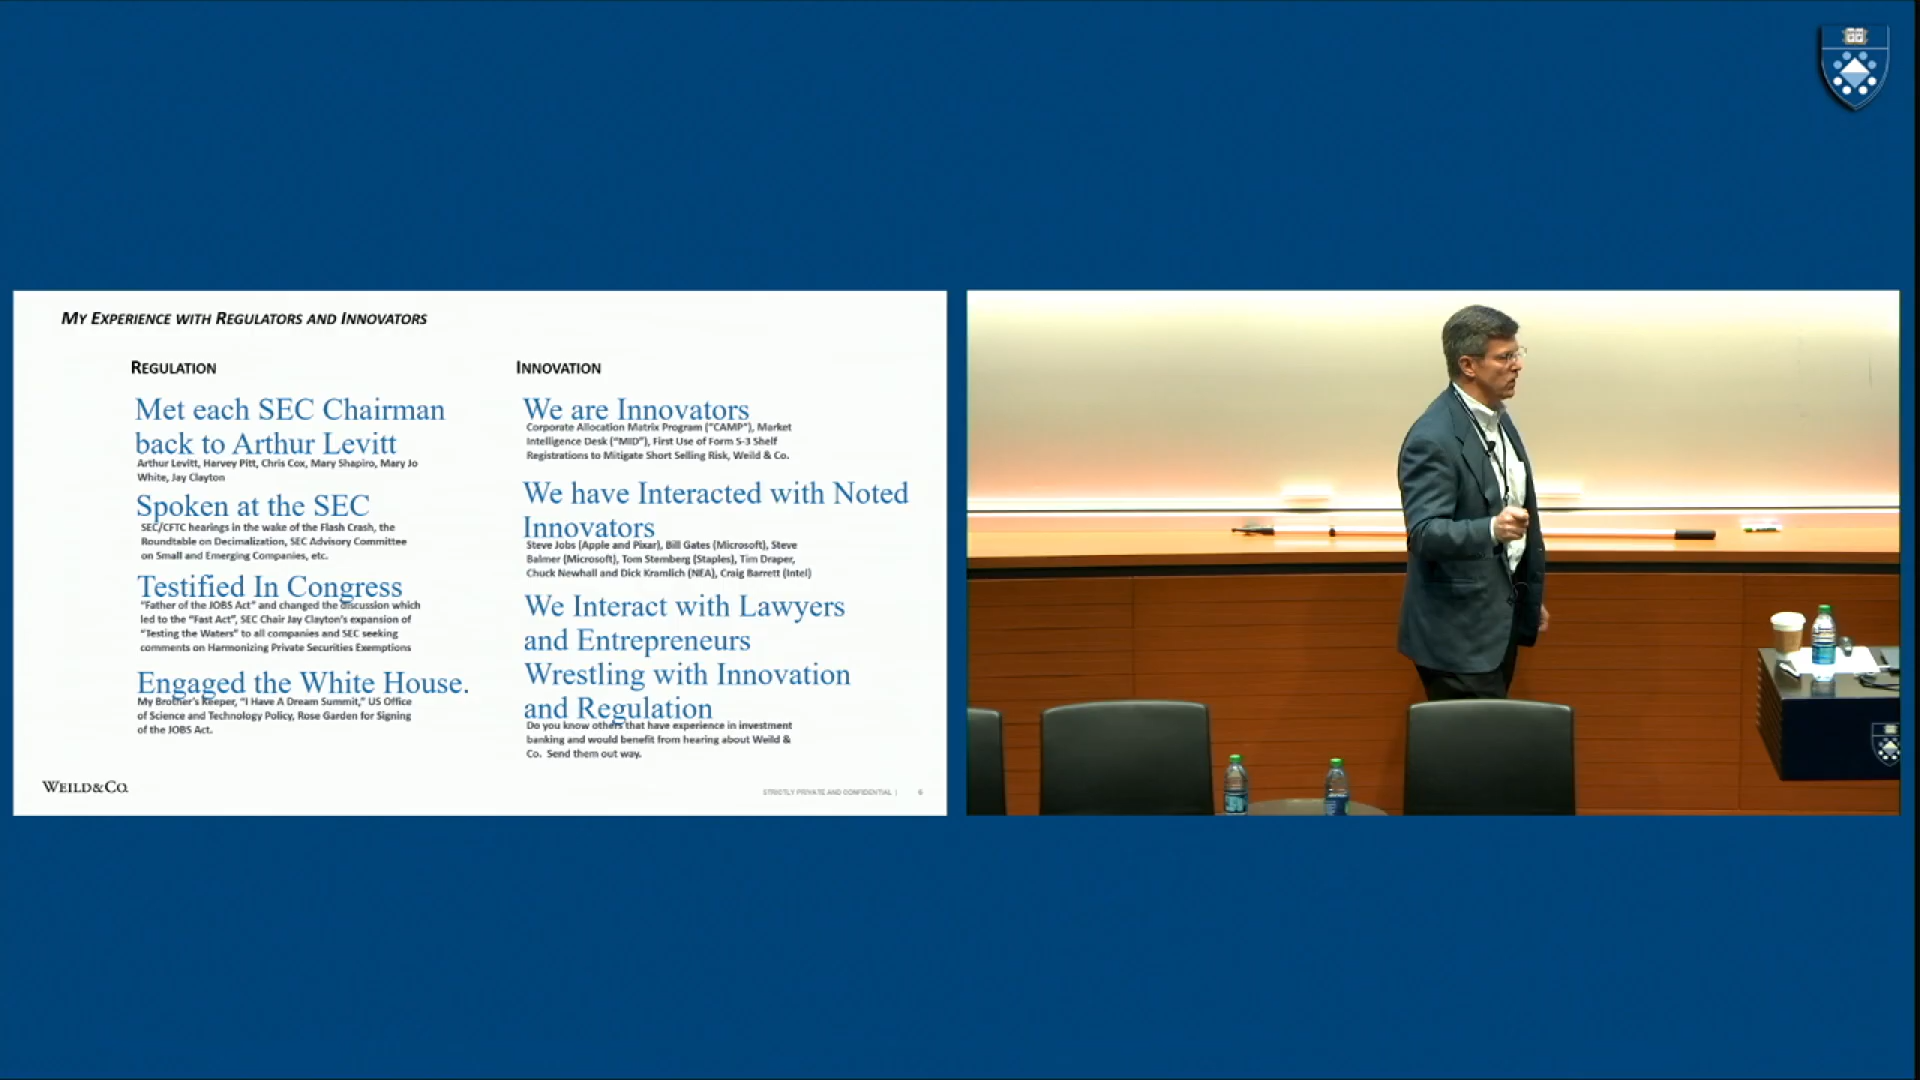 MY EXPERIENCE WITH REGULATORS AND INNOVATORS
REGULATION
Met each SEC Chairman
back to Arthur Levitt
Arthur Levitt, Harvey Pitt, Chris Cox, Mary Shapiro, Mary Jo
White, Jay Clayton
Spoken at the SEC
SEC/CFTC hearings in the wake of the Flash Crash, the
Roundtable on Decimalization, SEC Advisory Committee
on Small and Emerging Companies, etc.
Testified In Congress
"Father of the JOBS Act" and changed the discussion which
led to the "Fast Act", SEC Chair Jay Clayton's expansion of
"Testing the Waters" to all companies and SEC seeking
comments on Harmonizing Private Securities Exemptions
Engaged the White House.
My Brother's Keeper, "I Have A Dream Summit," US Office
of Science and Technology Policy, Rose Garden for Signing
of the JOBS Act.
INNOVATION
We are Innovators
Corporate Allocation Matrix Program ("CAMP"), Market
Intelligence Desk ("MID"), First Use of Form S-3 Shelf
Registrations to Mitigate Short Selling Risk, Weild & Co.
We have Interacted with Noted
Innovators
Steve Jobs (Apple and Pixar), Bill Gates (Microsoft), Steve
Balmer (Microsoft), Tom Stemberg (Staples), Tim Draper,
Chuck Newhall and Dick Kramlich (NEA), Craig Barrett (Intel)
We Interact with Lawyers
and Entrepreneurs
Wrestling with Innovation
and Regulation
Do you know others that have experience in investment
banking and would benefit from hearing about Weild &
Co. Send them out way.
WEILD&CO.
STRICTLY PRIVATE AND CONFIDENTIAL | 6